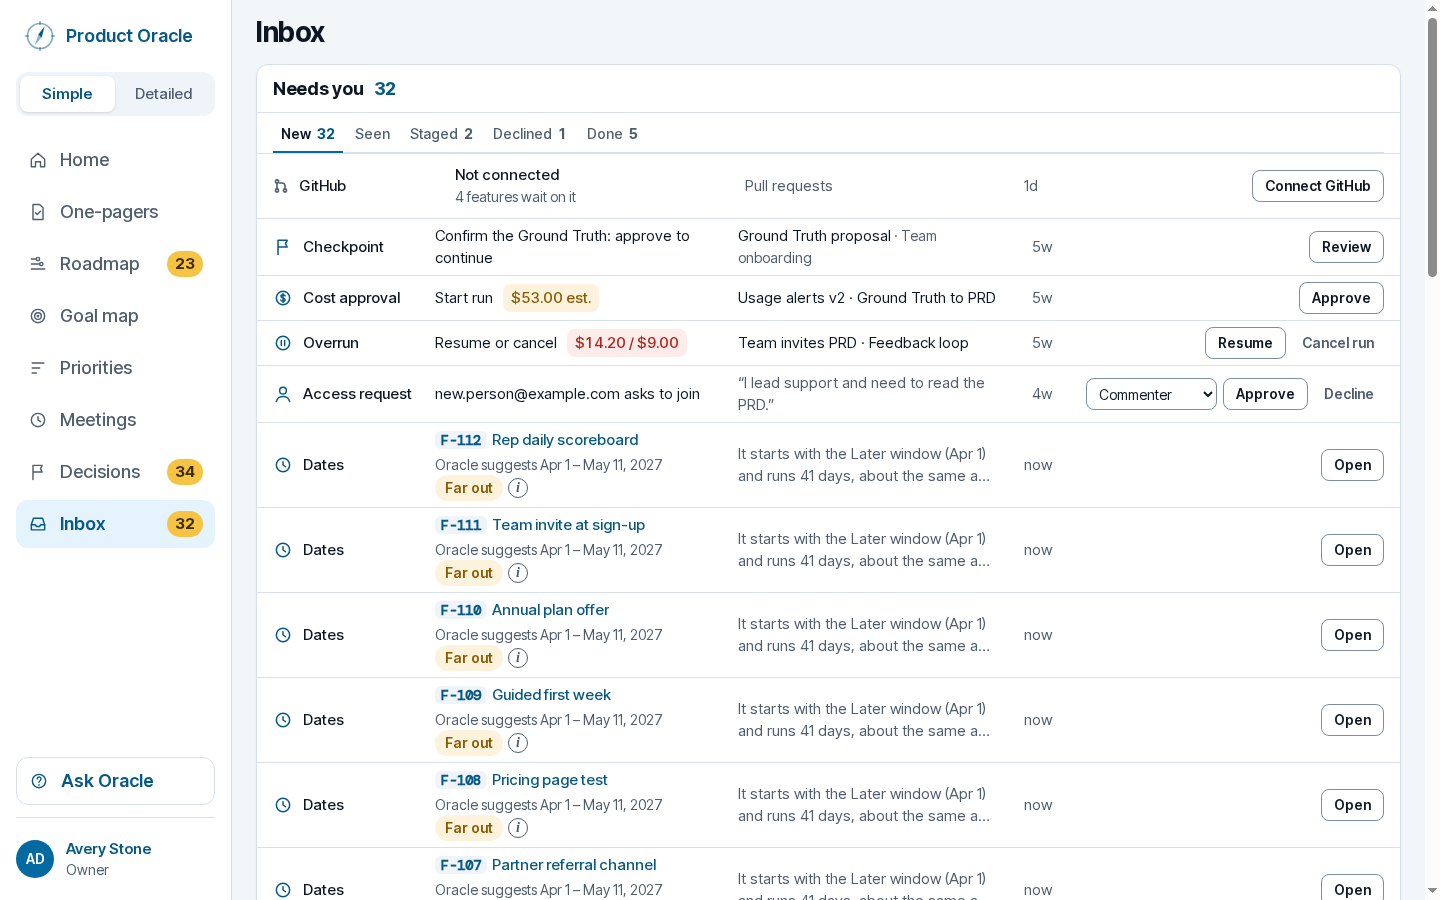 Product Oracle
Simple Detailed
Home
One-pagers
Roadmap 23
Goal map
Priorities
Meetings
Decisions 34
Inbox 32
Ask Oracle
AD
Avery Stone
Owner
Inbox
Needs you 32
New 32 Seen Staged 2 Declined 1 Done 5
GitHub
Not connected
4 features wait on it
Pull requests
1d
Connect GitHub
Checkpoint
Confirm the Ground Truth: approve to
continue
Ground Truth proposal · Team
onboarding
5w
Review
Cost approval
Start run $53.00 est.
Usage alerts v2 · Ground Truth to PRD
5w
Approve
Overrun
Resume or cancel $14.20 / $9.00
Team invites PRD · Feedback loop
5w
Resume Cancel run
Access request
new.person@example.com asks to join
“I lead support and need to read the
PRD.”
4w
Commenter Approve Decline
Dates
F-112 Rep daily scoreboard
Oracle suggests Apr 1 – May 11, 2027
Far out i
It starts with the Later window (Apr 1)
and runs 41 days, about the same a...
now
Open
Dates
F-111 Team invite at sign-up
Oracle suggests Apr 1 – May 11, 2027
Far out i
It starts with the Later window (Apr 1)
and runs 41 days, about the same a...
now
Open
Dates
F-110 Annual plan offer
Oracle suggests Apr 1 – May 11, 2027
Far out i
It starts with the Later window (Apr 1)
and runs 41 days, about the same a...
now
Open
Dates
F-109 Guided first week
Oracle suggests Apr 1 – May 11, 2027
Far out i
It starts with the Later window (Apr 1)
and runs 41 days, about the same a...
now
Open
Dates
F-108 Pricing page test
Oracle suggests Apr 1 – May 11, 2027
Far out i
It starts with the Later window (Apr 1)
and runs 41 days, about the same a...
now
Open
Dates
F-107 Partner referral channel
Oracle suggests Apr 1 – May 11, 2027
It starts with the Later window (Apr 1)
and runs 41 days, about the same a...
now
Open